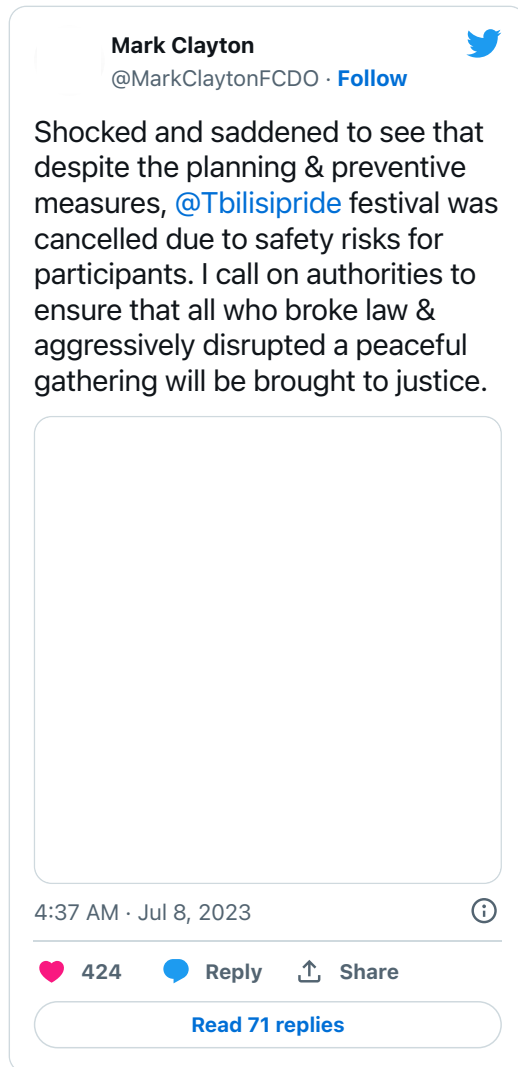 Mark Clayton
@MarkClaytonFCDO · Follow
Shocked and saddened to see that
despite the planning & preventive
measures, @Tbilisipride festival was
cancelled due to safety risks for
participants. I call on authorities to
ensure that all who broke law &
aggressively disrupted a peaceful
gathering will be brought to justice.
4:37 AM · Jul 8, 2023
424 Reply Share
Read 71 replies